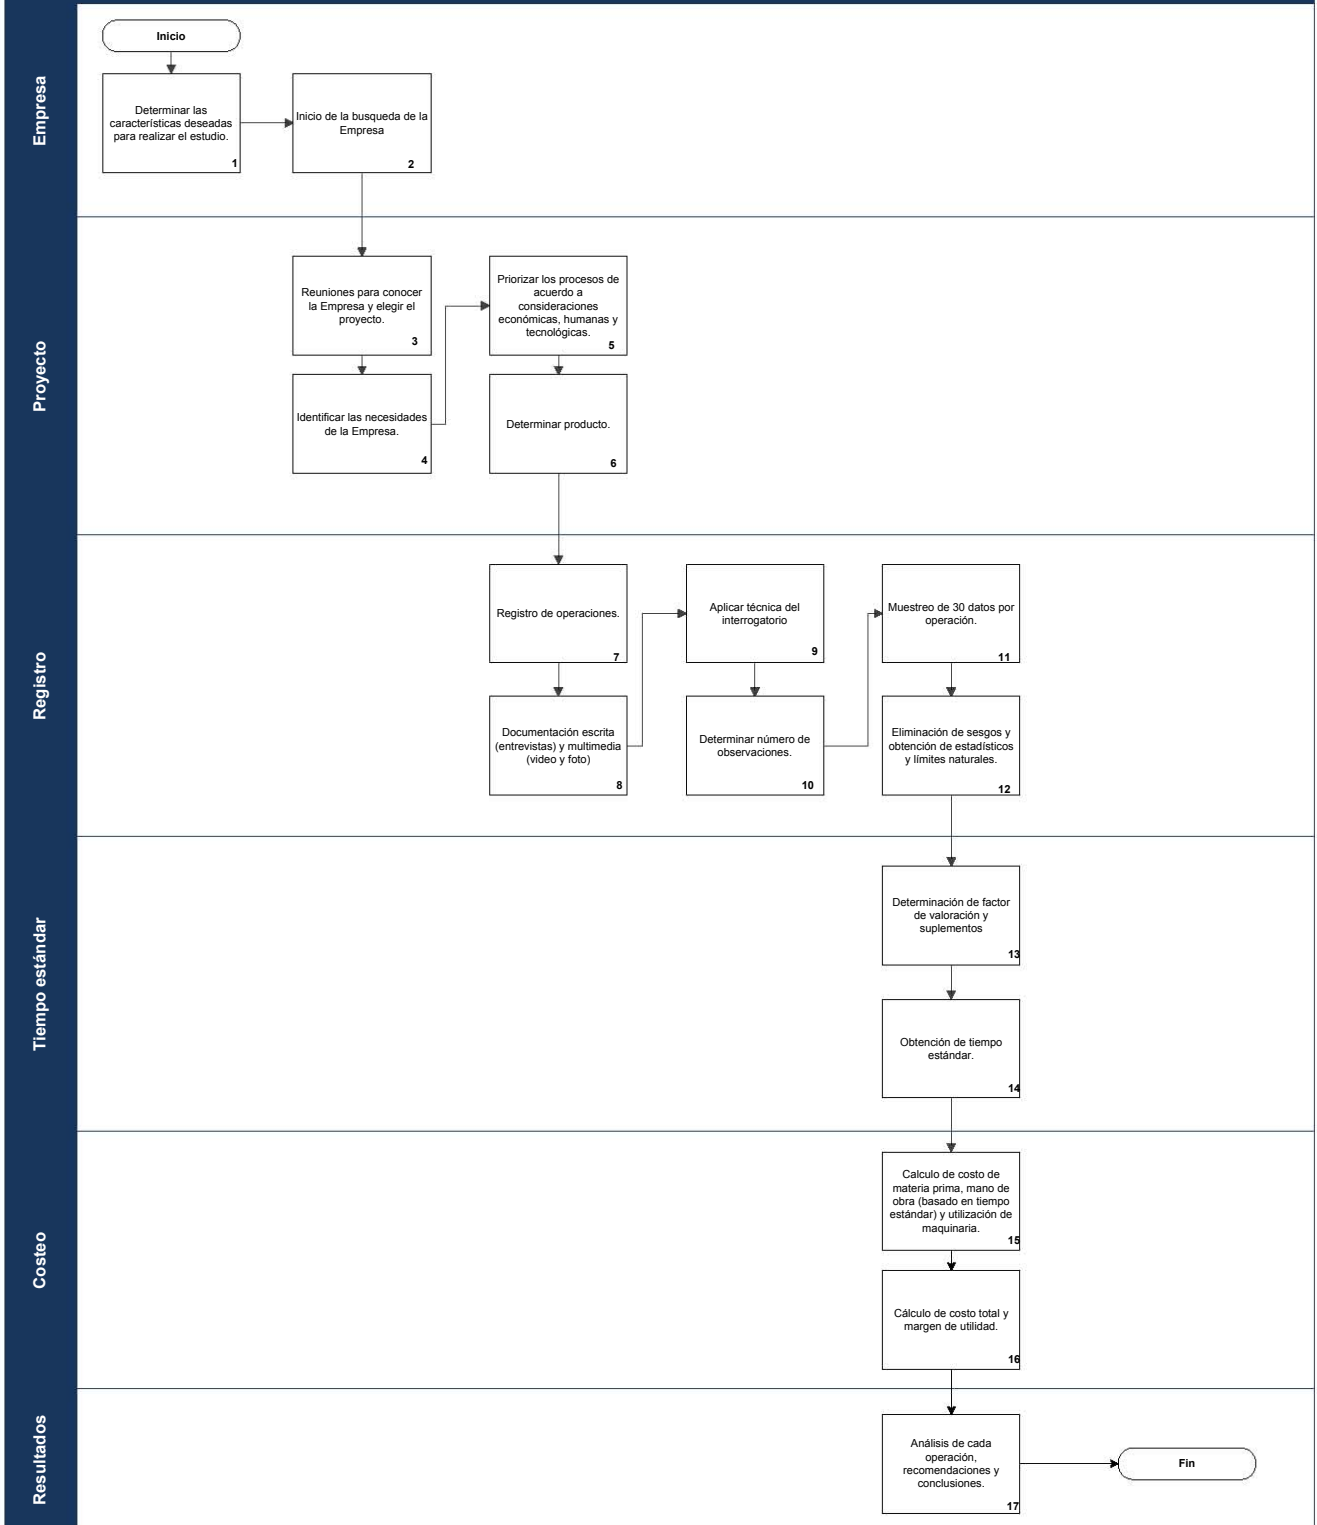 Empresa
Inicio
Determinar las
características deseadas
para realizar el estudio.
1
Inicio de la busqueda de la
Empresa
2
Proyecto
Reuniones para conocer
la Empresa y elegir el
proyecto.
3
Identificar las necesidades
de la Empresa.
4
Priorizar los procesos de
acuerdo a
consideraciones
económicas, humanas y
tecnológicas.
5
Determinar producto.
6
Registro
Registro de operaciones.
7
Documentación escrita
(entrevistas) y multimedia
(video y foto)
8
Aplicar técnica del
interrogatorio
9
Determinar número de
observaciones.
10
Muestreo de 30 datos por
operación.
11
Eliminación de sesgos y
obtención de estadísticos
y límites naturales.
12
Tiempo estándar
Determinación de factor
de valoración y
suplementos
13
Obtención de tiempo
estándar.
14
Costeo
Calculo de costo de
materia prima, mano de
obra (basado en tiempo
estándar) y utilización de
maquinaria.
15
Cálculo de costo total y
margen de utilidad.
16
Resultados
Análisis de cada
operación,
recomendaciones y
conclusiones.
17
Fin